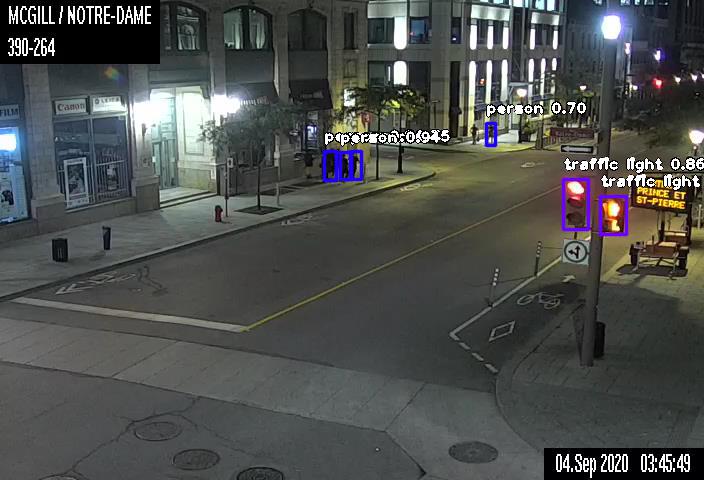 MCGILL / NOTRE-DAME
390-264
person 0.70
traffic light 0.86
traffic light
Canon
PRINCE ET
ST-PIERRE
04.Sep 2020 03:45:49